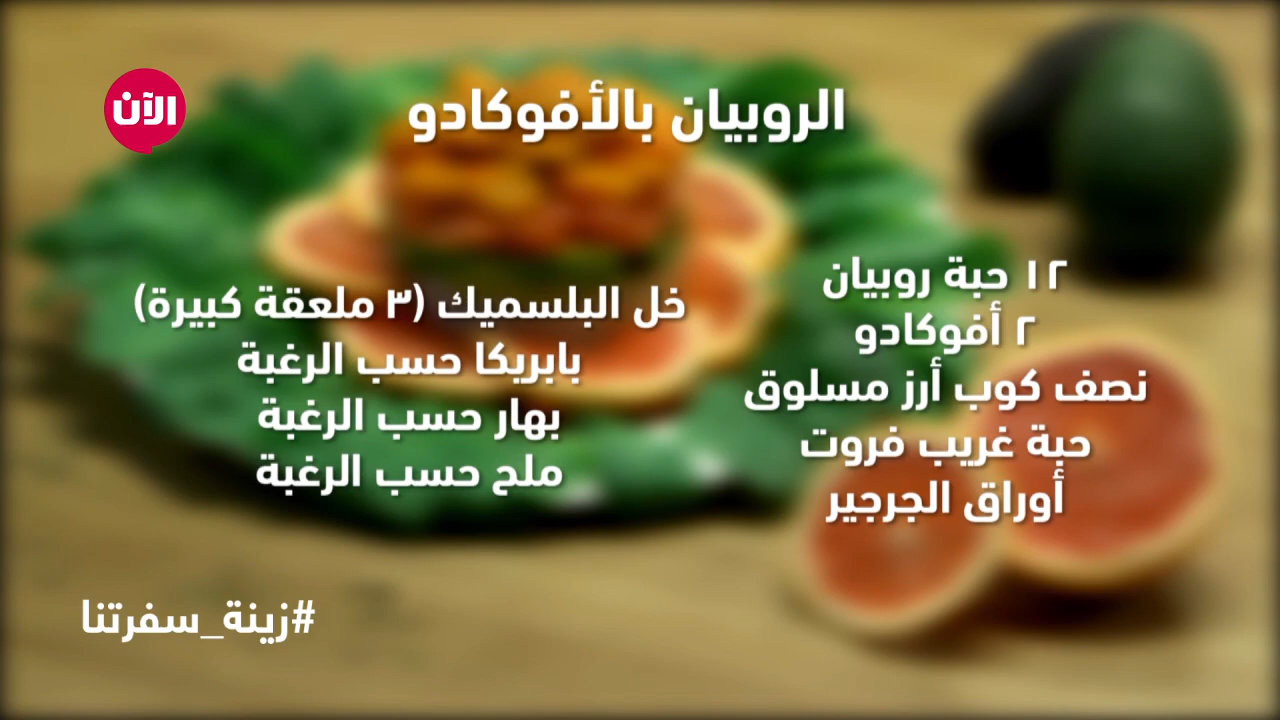 الآن
الروبيان بالأفوكادو
١٢ حبة روبيان
٢ أفوكادو
نصف كوب أرز مسلوق
حبة غريب فروت
أوراق الجرجير
خل البلسميك (٣ ملعقة كبيرة)
بابريكا حسب الرغبة
بهار حسب الرغبة
ملح حسب الرغبة
#زينة_سفرتنا